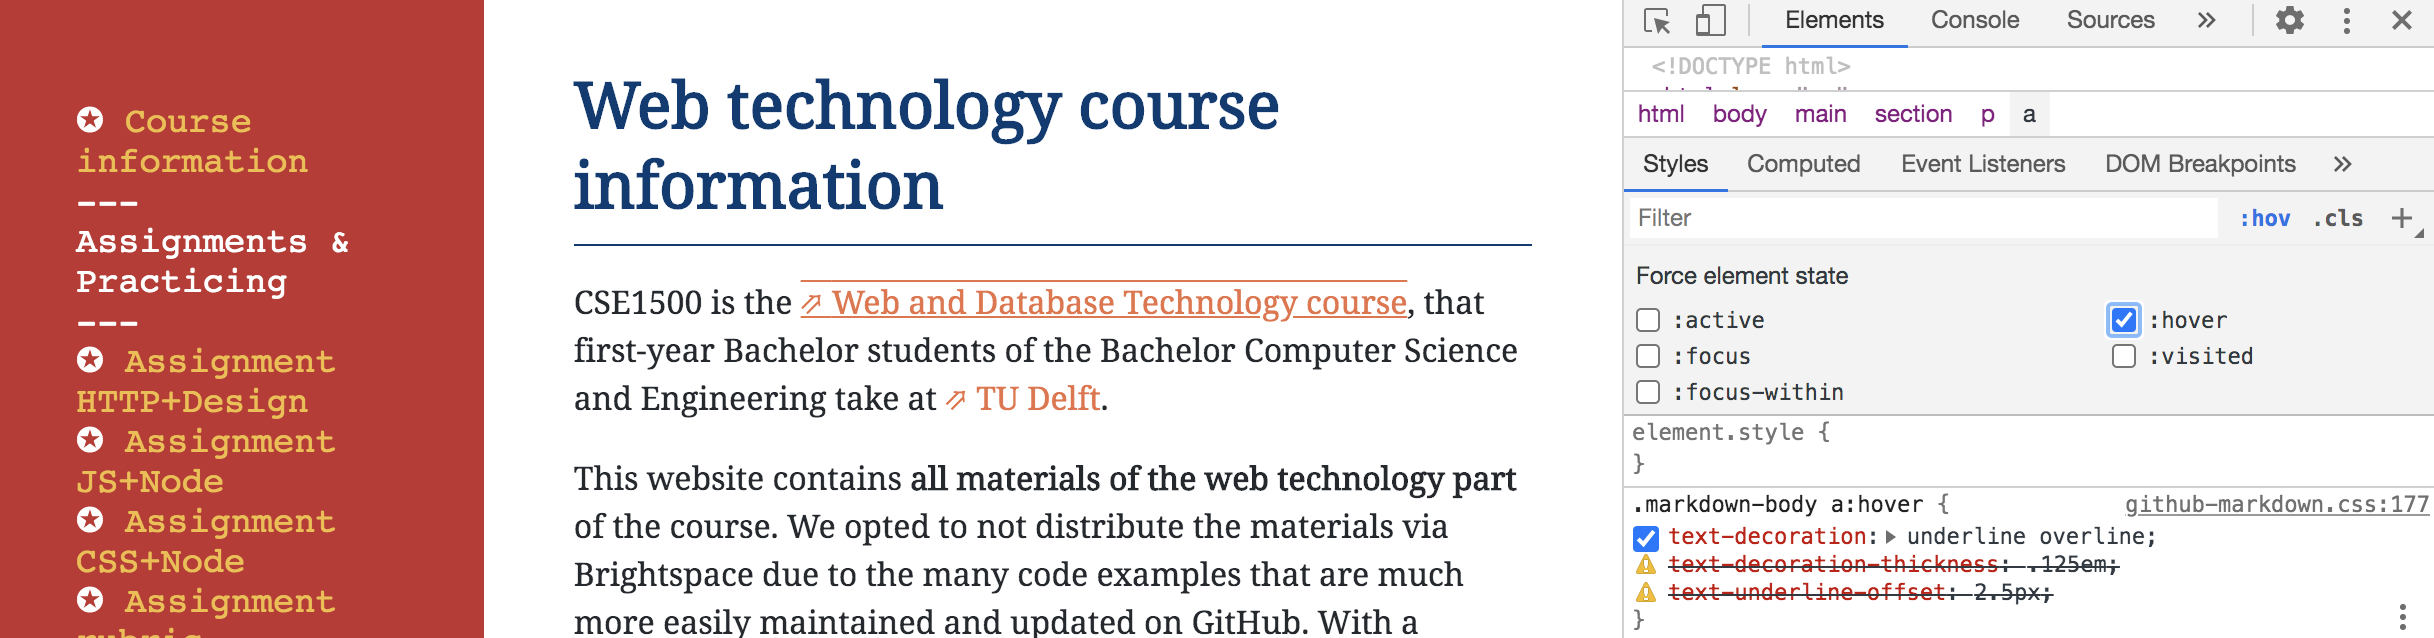 Course
information
---
Assignments &
Practicing
---
Assignment
HTTP+Design
Assignment
JS+Node
Assignment
CSS+Node
Assignment
rubric
Web technology course
information
CSE1500 is the ⇗ Web and Database Technology course, that
first-year Bachelor students of the Bachelor Computer Science
and Engineering take at ⇗ TU Delft.
This website contains all materials of the web technology part
of the course. We opted to not distribute the materials via
Brightspace due to the many code examples that are much
more easily maintained and updated on GitHub. With a
Elements Console Sources »
<!DOCTYPE html>
html body main section p a
Styles Computed Event Listeners DOM Breakpoints »
Filter :hov .cls +
Force element state
:active :hover
:focus :visited
:focus-within
element.style {
}
.markdown-body a:hover { github-markdown.css:177
text-decoration: ▶ underline overline;
text-decoration-thickness: .125em;
text-underline-offset: 2.5px;
}